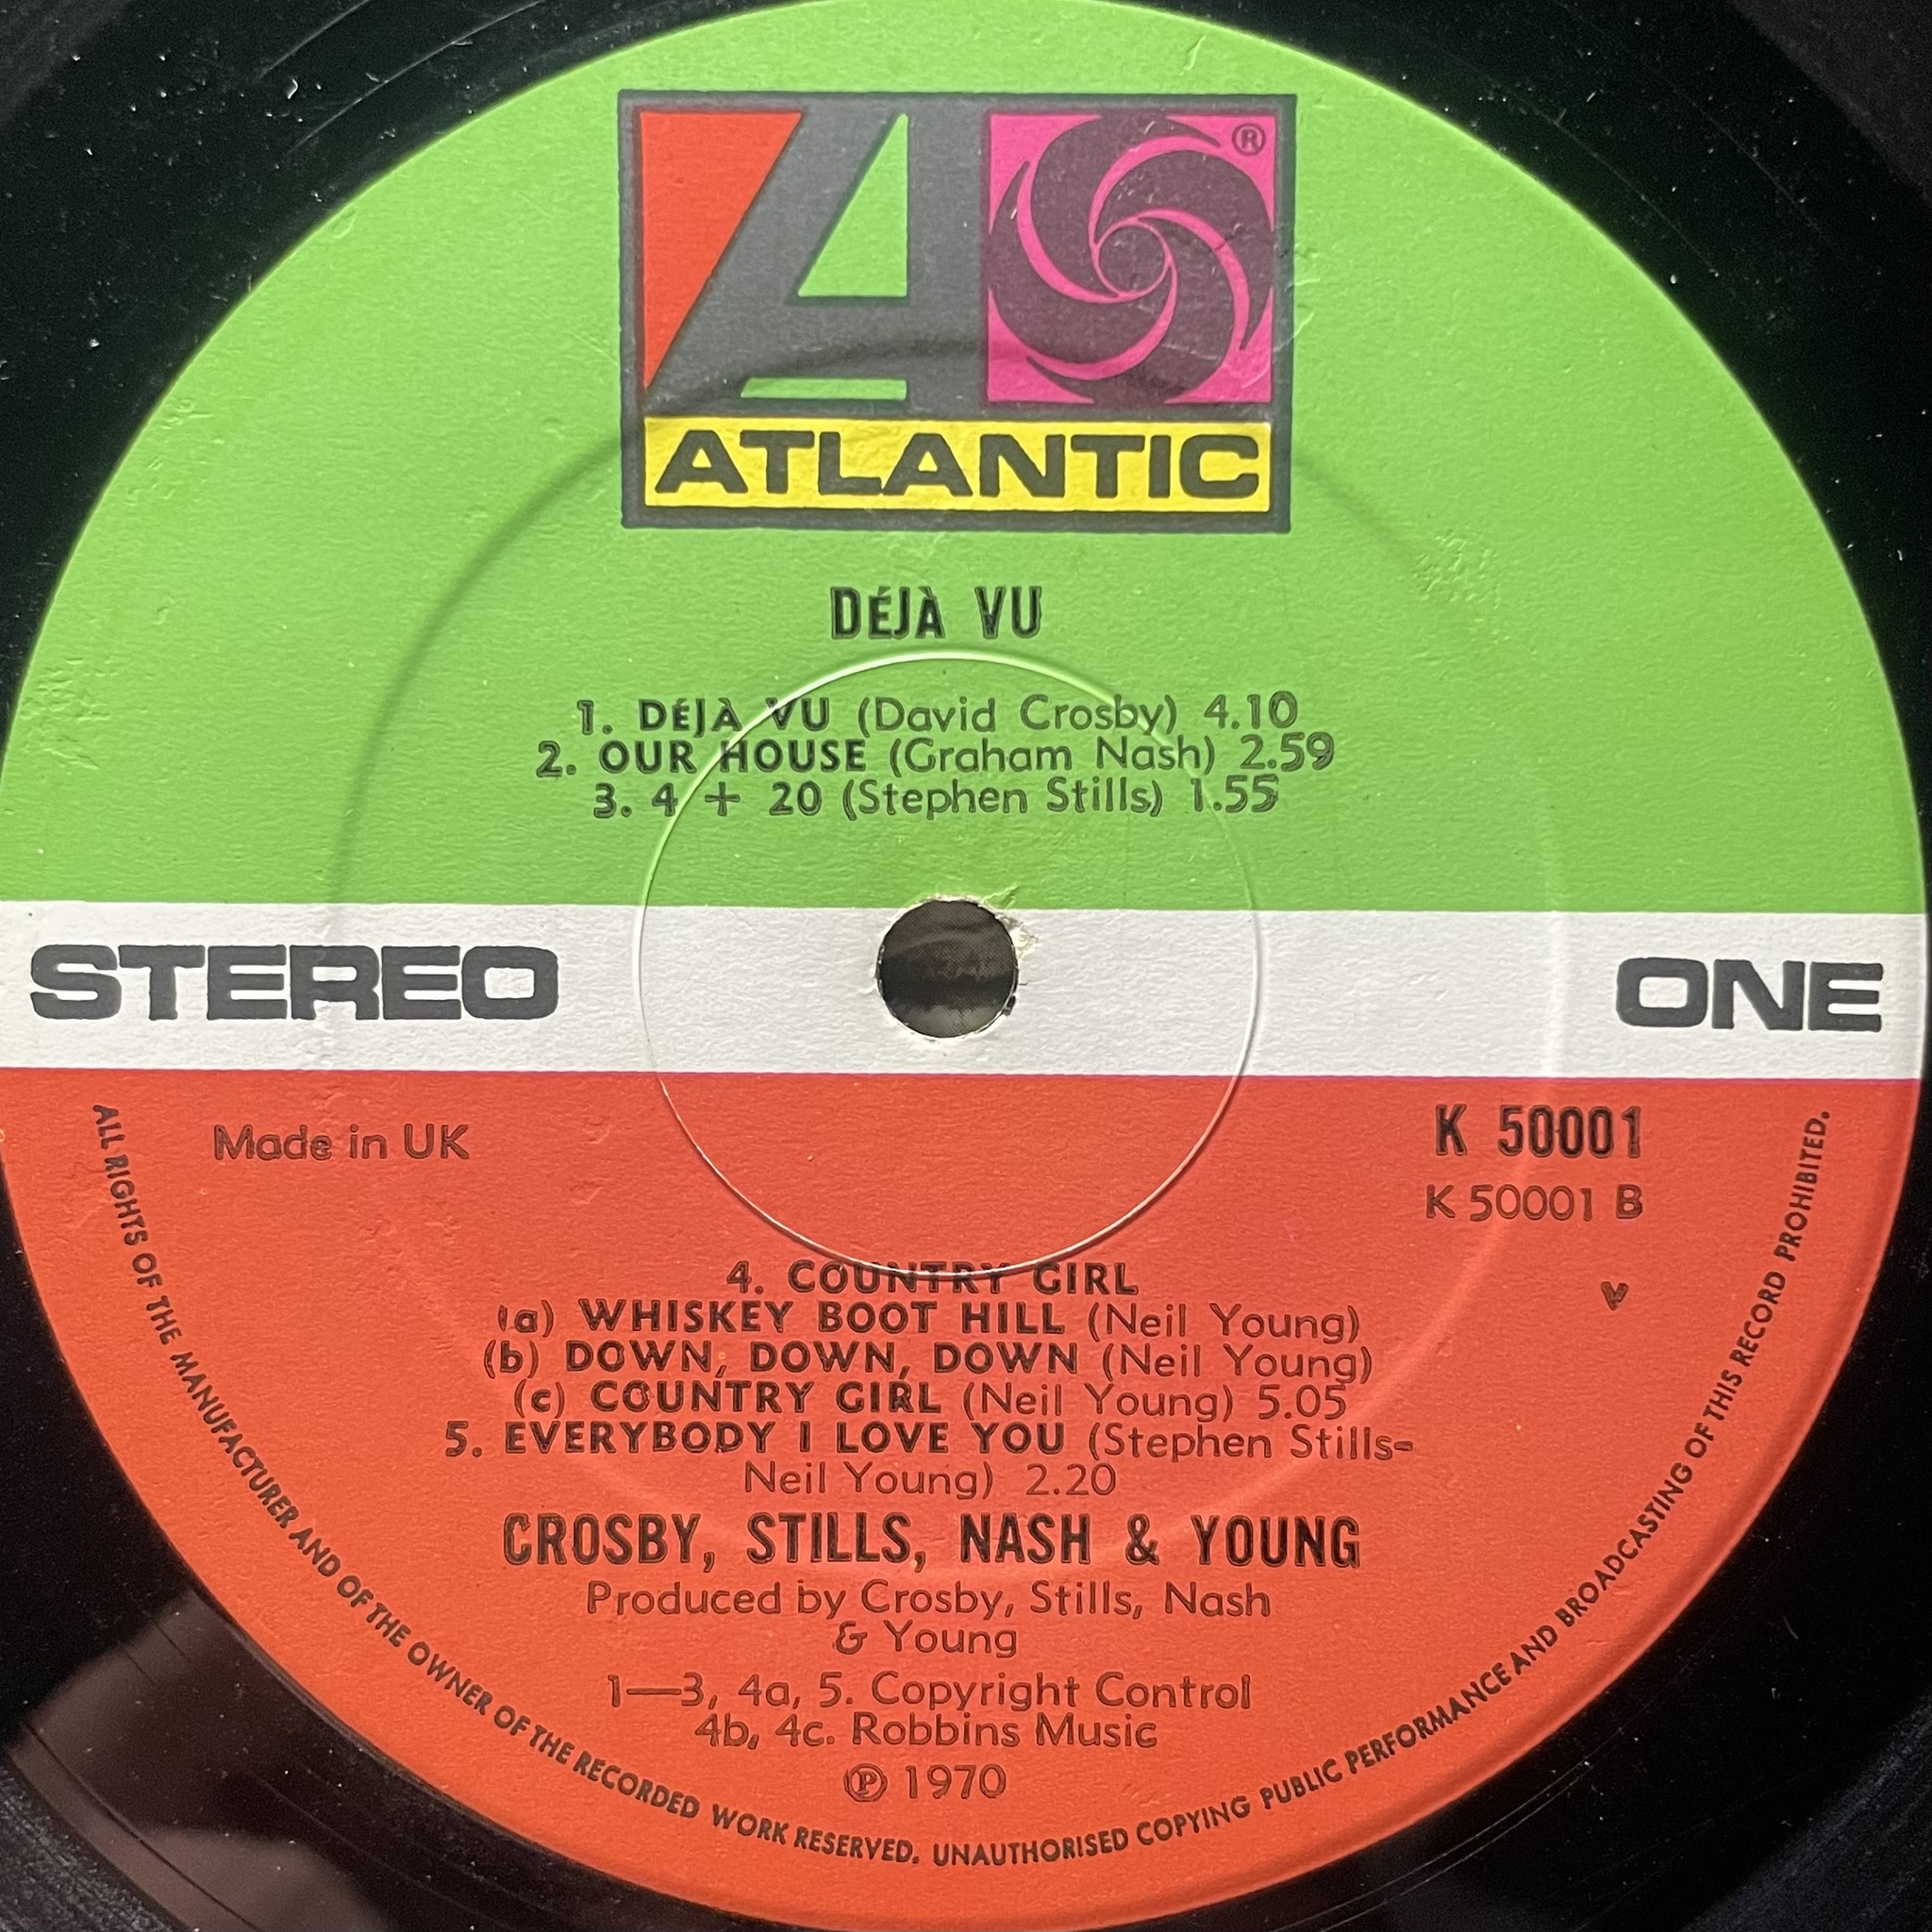 ATLANTIC
®
DÉJÀ VU
1. DÉJÀ VU (David Crosby) 4.10
2. OUR HOUSE (Graham Nash) 2.59
3. 4 + 20 (Stephen Stills) 1.55
STEREO
ONE
Made in UK
K 50001
K 50001 B
4. COUNTRY GIRL
(a) WHISKEY BOOT HILL (Neil Young)
(b) DOWN, DOWN, DOWN (Neil Young)
(c) COUNTRY GIRL (Neil Young) 5.05
5. EVERYBODY I LOVE YOU (Stephen Stills-
Neil Young) 2.20
CROSBY, STILLS, NASH & YOUNG
Produced by Crosby, Stills, Nash
& Young
1—3, 4a, 5. Copyright Control
4b, 4c. Robbins Music
℗ 1970
ALL RIGHTS OF THE MANUFACTURER AND OF THE OWNER OF THE RECORDED WORK RESERVED. UNAUTHORISED COPYING PUBLIC PERFORMANCE AND BROADCASTING OF THIS RECORD PROHIBITED.